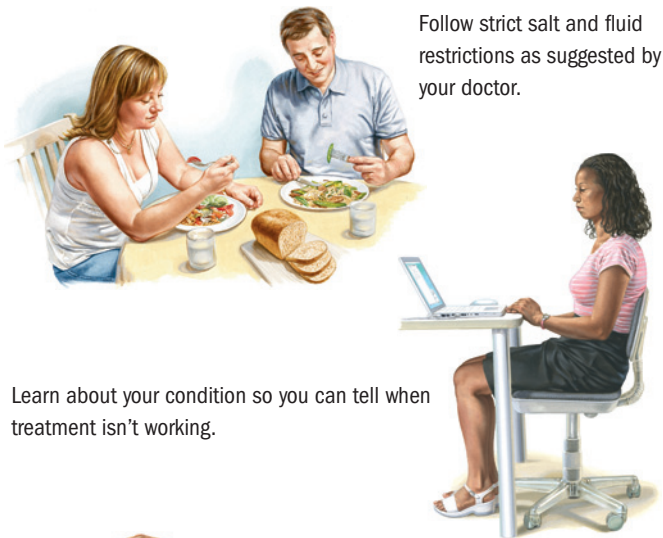 Follow strict salt and fluid
restrictions as suggested by
your doctor.
Learn about your condition so you can tell when
treatment isn’t working.